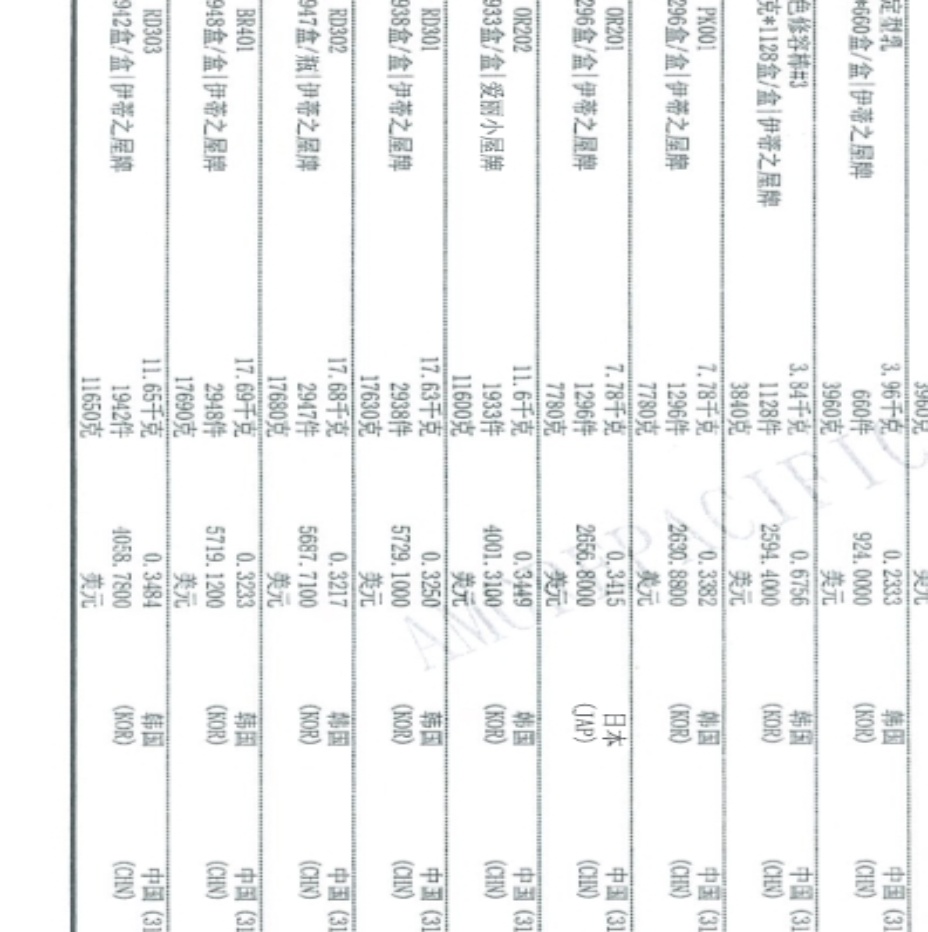 3960克 美元
定型乳 3.96千克 0.2333 韩国 中国 (31
*660盒/盒|伊蒂之屋牌 660件 924.0000 (KOR) (CHN)
3960克 美元
色修容棒#3 3.84千克 0.6756 韩国 中国 (31
克*1128盒/盒|伊蒂之屋牌 1128件 2594.4000 (KOR) (CHN)
3840克 美元
PK001 7.78千克 0.3382 韩国 中国 (31
296盒/盒|伊蒂之屋牌 1296件 2630.8800 (KOR) (CHN)
7780克 美元
OR201 7.78千克 0.3415 日本 中国 (31
296盒/盒|伊蒂之屋牌 1296件 2656.8000 (JAP) (CHN)
7780克 美元
OR202 11.6千克 0.3449 韩国 中国 (31
933盒/盒|爱丽小屋牌 1933件 4001.3100 (KOR) (CHN)
11600克 美元
RD301 17.63千克 0.3250 韩国 中国 (31
938盒/盒|伊蒂之屋牌 2938件 5729.1000 (KOR) (CHN)
17630克 美元
RD302 17.68千克 0.3217 韩国 中国 (31
947盒/瓶|伊蒂之屋牌 2947件 5687.7100 (KOR) (CHN)
17680克 美元
BR401 17.69千克 0.3233 韩国 中国 (31
948盒/盒|伊蒂之屋牌 2948件 5719.1200 (KOR) (CHN)
17690克 美元
RD303 11.65千克 0.3484 韩国 中国 (31
942盒/盒|伊蒂之屋牌 1942件 4058.7800 (KOR) (CHN)
11650克 美元
AMOREPACIFIC